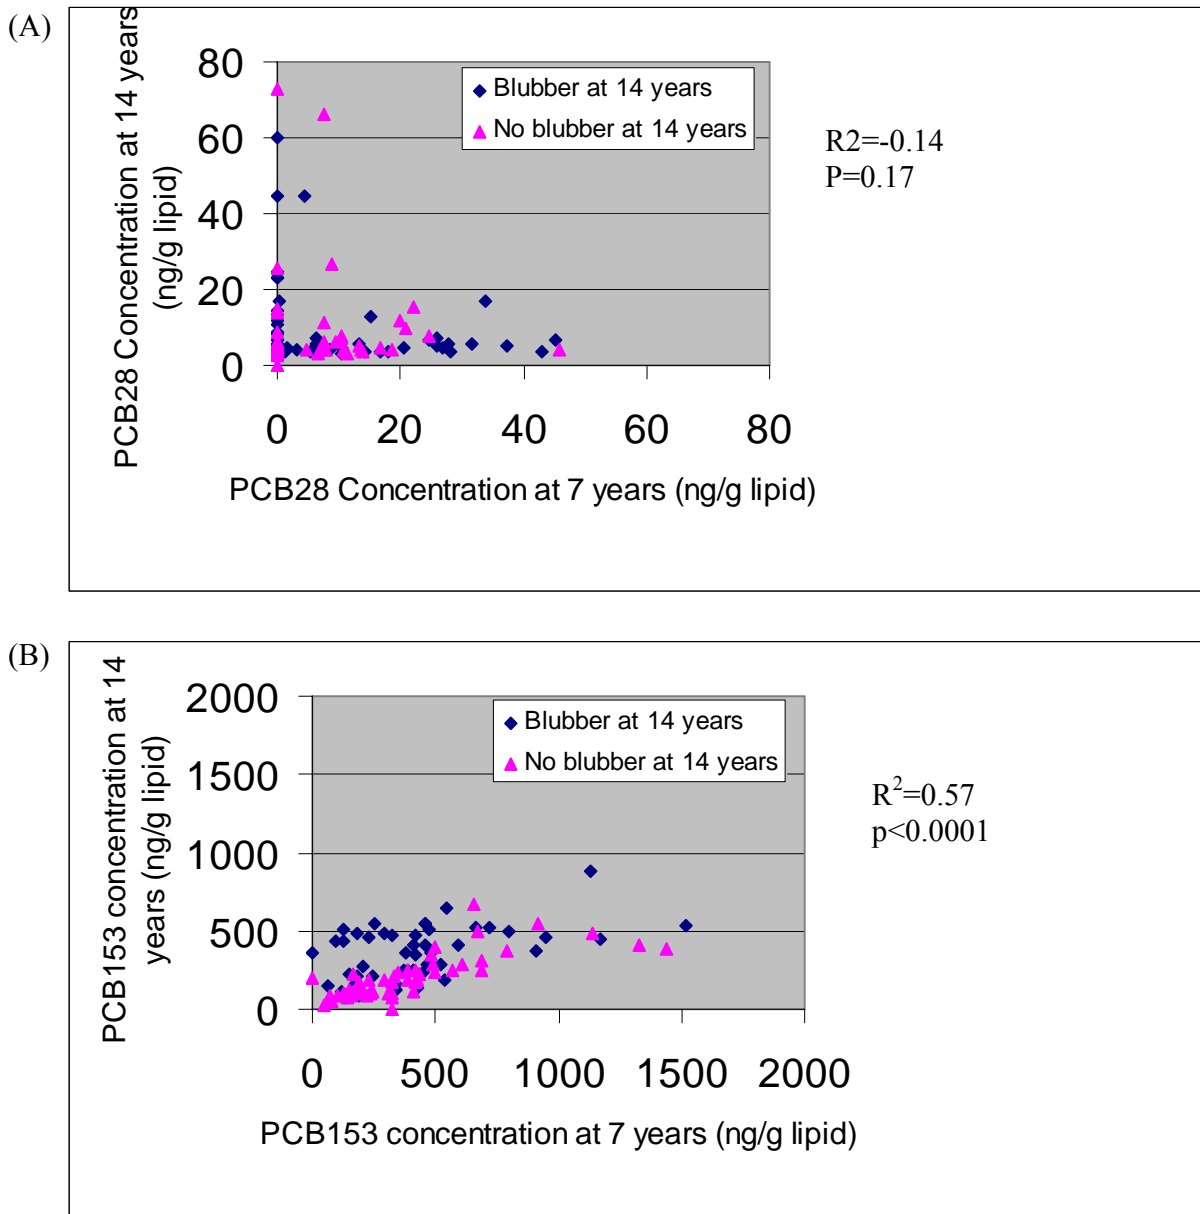 (A)
PCB28 Concentration at 14 years
(ng/g lipid)
80
60
40
20
0
Blubber at 14 years
No blubber at 14 years
R2=-0.14
P=0.17
0 20 40 60 80
PCB28 Concentration at 7 years (ng/g lipid)
(B)
PCB153 concentration at 14
years (ng/g lipid)
2000
1500
1000
500
0
Blubber at 14 years
No blubber at 14 years
R²=0.57
p<0.0001
0 500 1000 1500 2000
PCB153 concentration at 7 years (ng/g lipid)